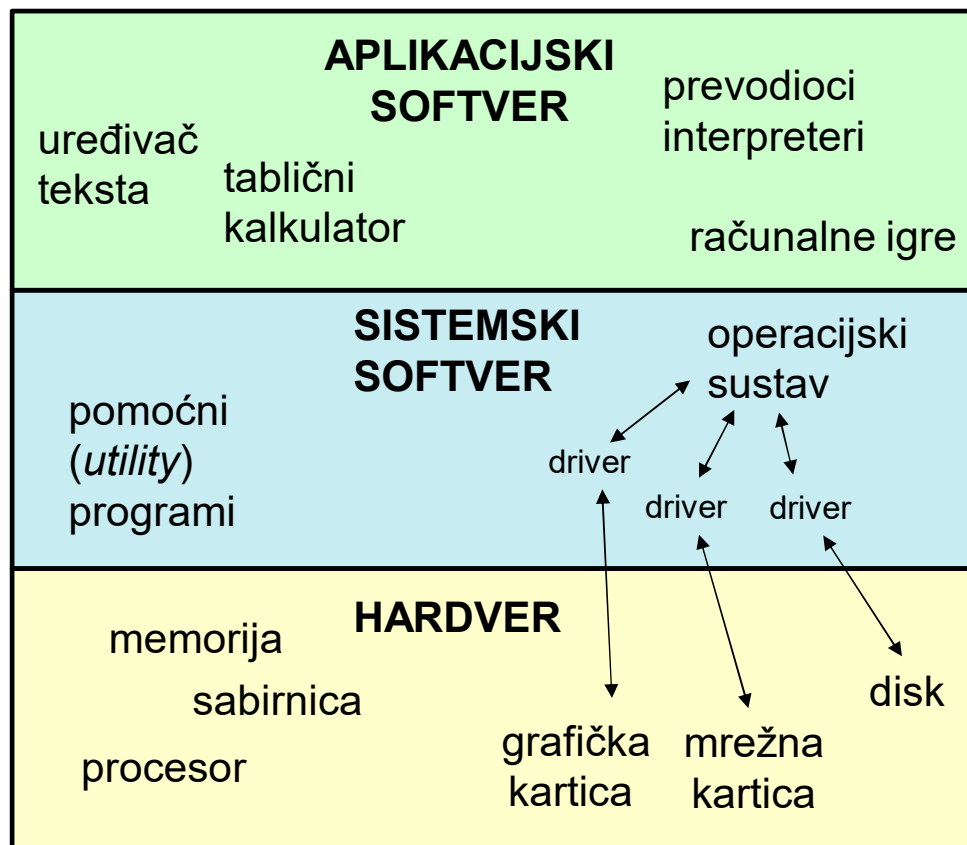 APLIKACIJSKI
SOFTVER
prevodioci
interpreteri
uređivač
teksta
tablični
kalkulator
računalne igre
SISTEMSKI
SOFTVER
operacijski
sustav
pomoćni
(utility)
programi
driver
driver
driver
HARDVER
memorija
sabirnica
procesor
grafička
kartica
mrežna
kartica
disk